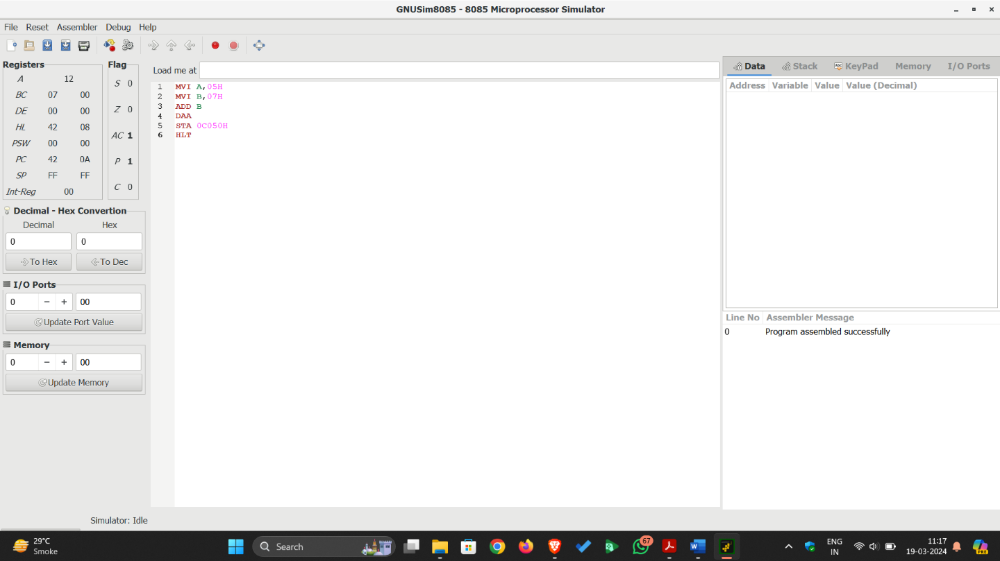 GNUSim8085 - 8085 Microprocessor Simulator
File Reset Assembler Debug Help
Registers
A 12
BC 07 00
DE 00 00
HL 42 08
PSW 00 00
PC 42 0A
SP FF FF
Int-Reg 00
Flag
S 0
Z 0
AC 1
P 1
C 0
Decimal - Hex Convertion
Decimal Hex
0 0
To Hex To Dec
I/O Ports
0 − + 00
Update Port Value
Memory
0 − + 00
Update Memory
Load me at
1 MVI A,05H
2 MVI B,07H
3 ADD B
4 DAA
5 STA 0C050H
6 HLT
Data Stack KeyPad Memory I/O Ports
Address Variable Value Value (Decimal)
Line No Assembler Message
0 Program assembled successfully
Simulator: Idle
29°C
Smoke
Search
67
ENG
IN
11:17
19-03-2024
PRE